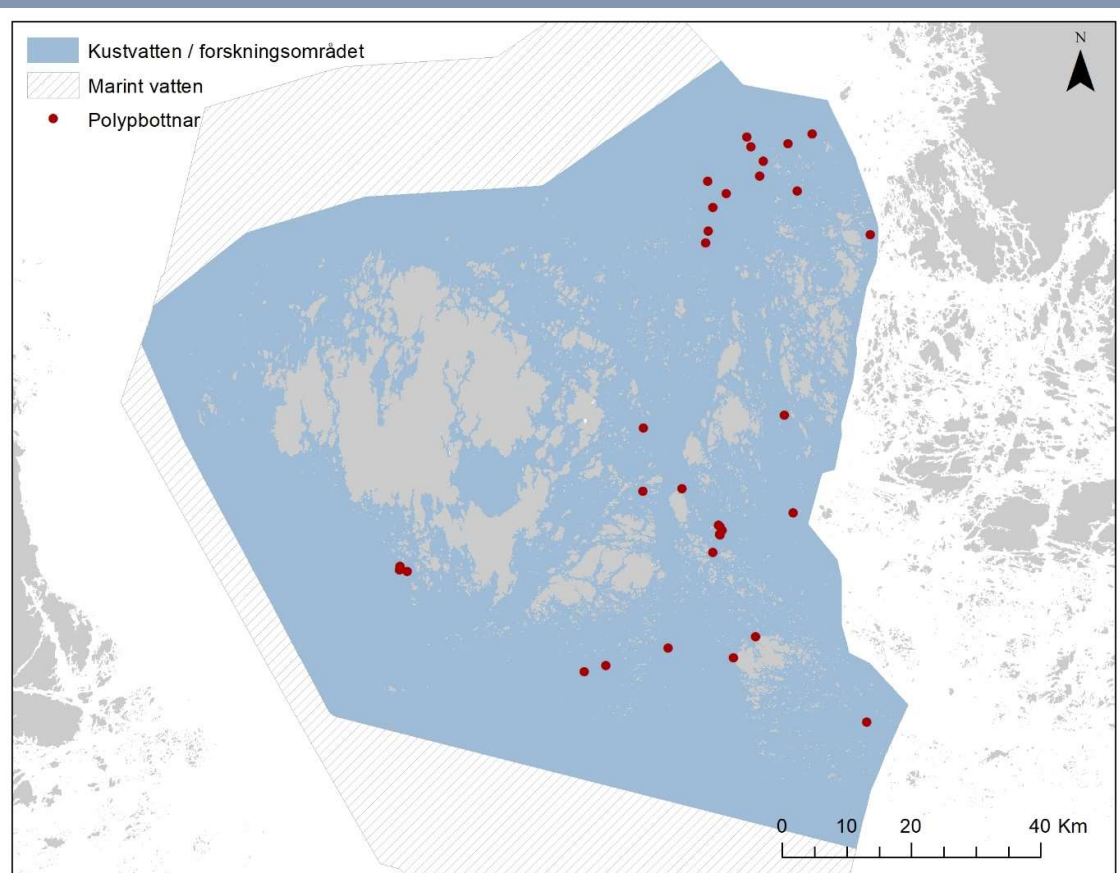 Kustvatten / forskningsområdet
Marint vatten
Polypbottnar
N
0 10 20 40 Km